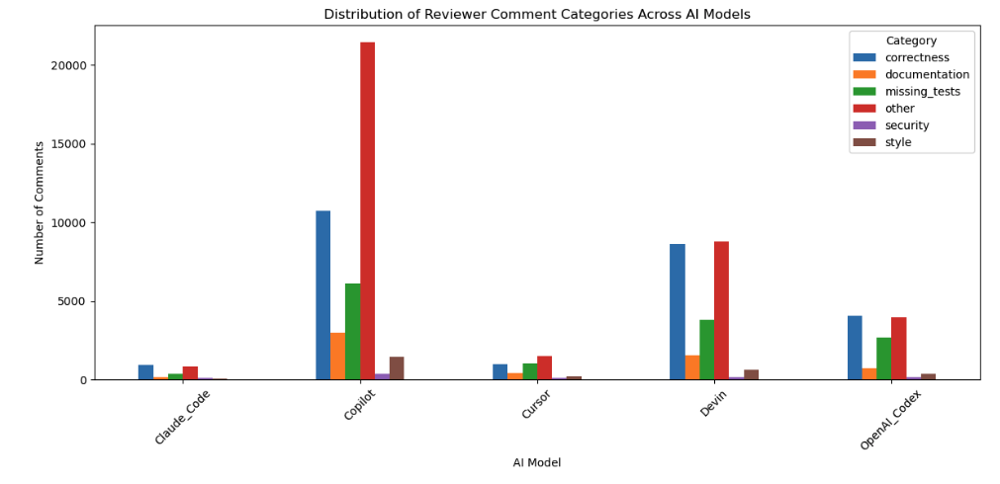 Distribution of Reviewer Comment Categories Across AI Models
Category
correctness
documentation
missing_tests
other
security
style
Number of Comments
20000
15000
10000
5000
0
Claude_Code
Copilot
Cursor
Devin
OpenAI_Codex
AI Model